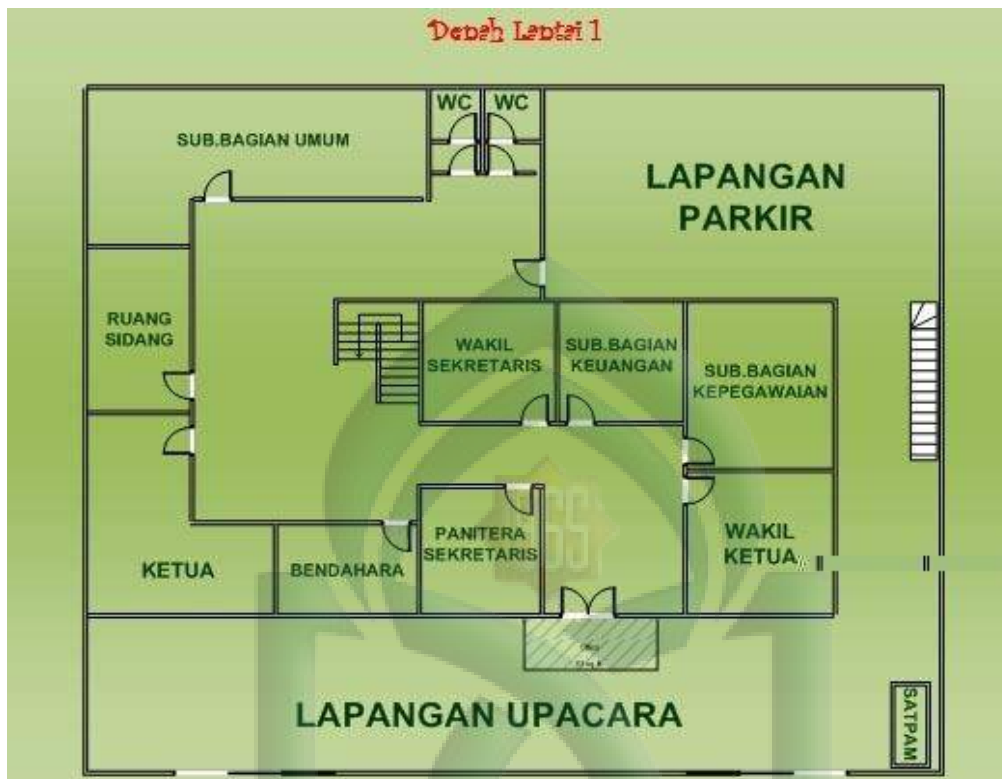 Denah Lantai 1
WC WC
SUB.BAGIAN UMUM
LAPANGAN
PARKIR
RUANG
SIDANG
WAKIL
SEKRETARIS
SUB.BAGIAN
KEUANGAN
SUB.BAGIAN
KEPEGAWAIAN
PANITERA
SEKRETARIS
WAKIL
KETUA
KETUA
BENDAHARA
LAPANGAN UPACARA
SATPAM